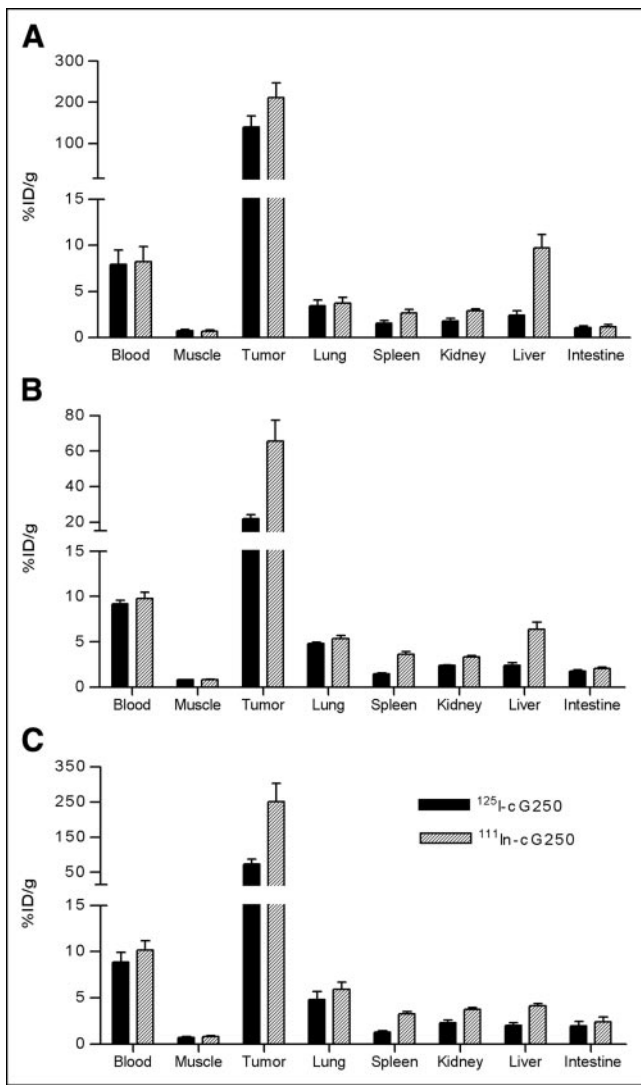 A
300
200
100
15
10
5
0
%ID/g
Blood Muscle Tumor Lung Spleen Kidney Liver Intestine
B
80
60
40
20
15
10
5
0
%ID/g
Blood Muscle Tumor Lung Spleen Kidney Liver Intestine
C
350
250
150
50
15
10
5
0
%ID/g
¹²⁵I-cG250
¹¹¹In-cG250
Blood Muscle Tumor Lung Spleen Kidney Liver Intestine